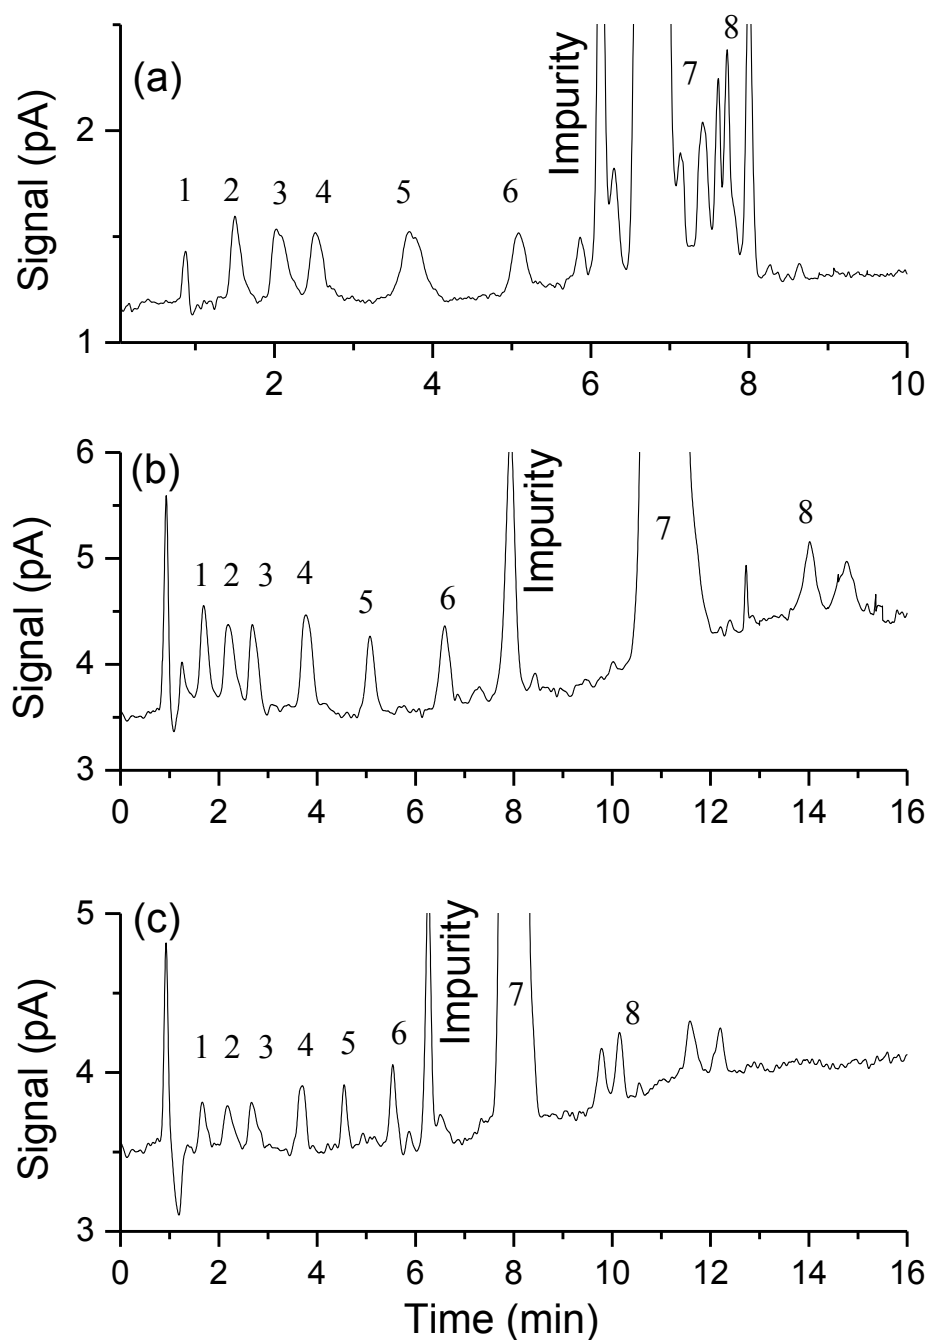 (a)
Signal (pA)
2
1
1 2 3 4 5 6 Impurity 7 8
2 4 6 8 10
(b)
Signal (pA)
6
5
4
3
1 2 3 4 5 6 Impurity 7 8
0 2 4 6 8 10 12 14 16
(c)
Signal (pA)
5
4
3
1 2 3 4 5 6 Impurity 7 8
0 2 4 6 8 10 12 14 16
Time (min)